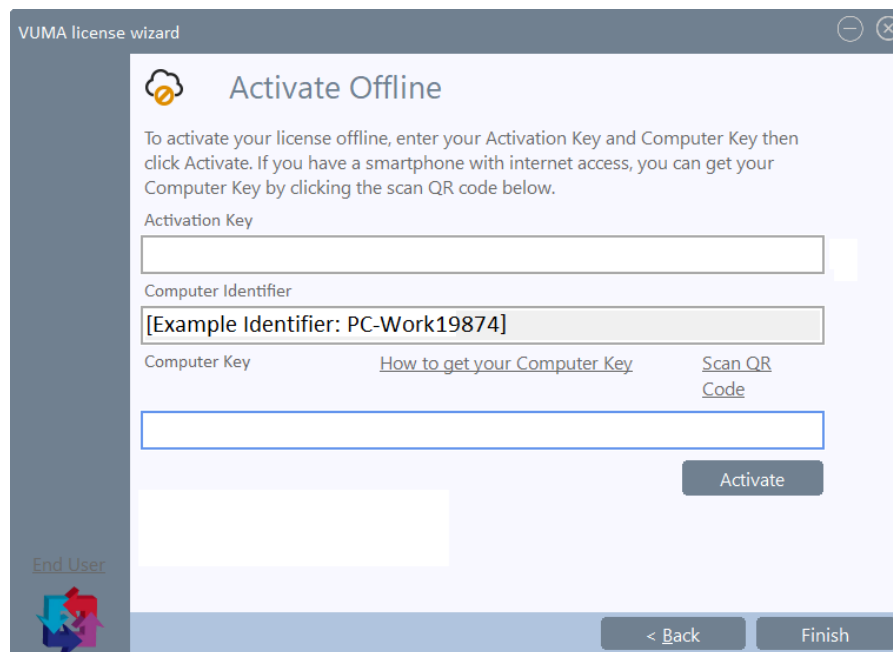 VUMA license wizard
Activate Offline
To activate your license offline, enter your Activation Key and Computer Key then
click Activate. If you have a smartphone with internet access, you can get your
Computer Key by clicking the scan QR code below.
Activation Key
Computer Identifier
[Example Identifier: PC-Work19874]
Computer Key How to get your Computer Key Scan QR
Code
Activate
End User
< Back Finish